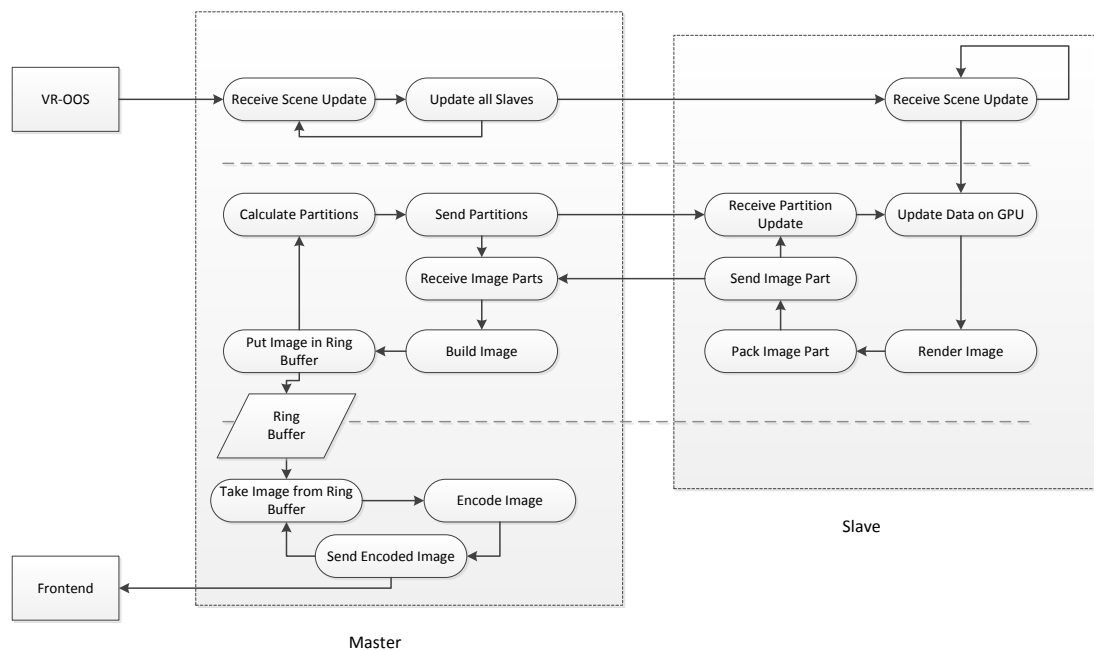 VR-OOS
Receive Scene Update
Update all Slaves
Receive Scene Update
Calculate Partitions
Send Partitions
Receive Partition
Update
Update Data on GPU
Receive Image Parts
Send Image Part
Put Image in Ring
Buffer
Build Image
Pack Image Part
Render Image
Ring
Buffer
Take Image from Ring
Buffer
Encode Image
Slave
Send Encoded Image
Frontend
Master